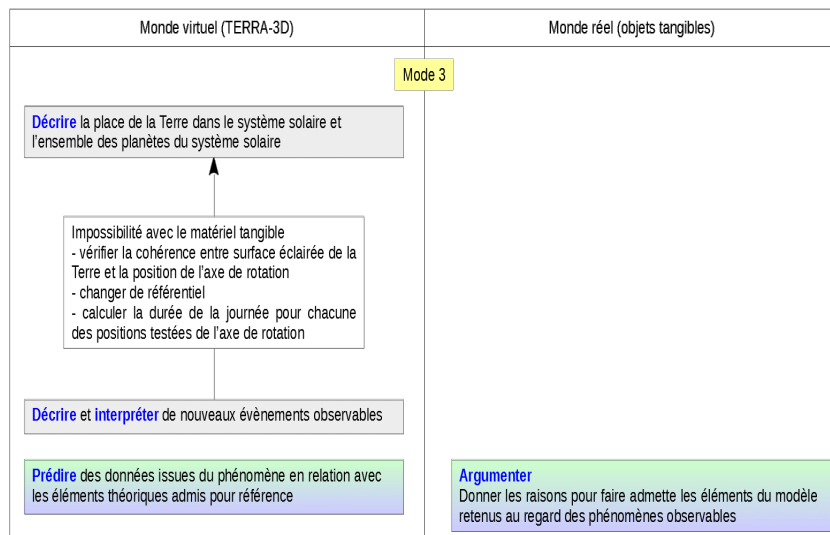 Monde virtuel (TERRA-3D)
Monde réel (objets tangibles)
Mode 3
Décrire la place de la Terre dans le système solaire et
l'ensemble des planètes du système solaire
Impossibilité avec le matériel tangible
- vérifier la cohérence entre surface éclairée de la
Terre et la position de l'axe de rotation
- changer de référentiel
- calculer la durée de la journée pour chacune
des positions testées de l'axe de rotation
Décrire et interpréter de nouveaux évènements observables
Prédire des données issues du phénomène en relation avec
les éléments théoriques admis pour référence
Argumenter
Donner les raisons pour faire admette les éléments du modèle
retenus au regard des phénomènes observables